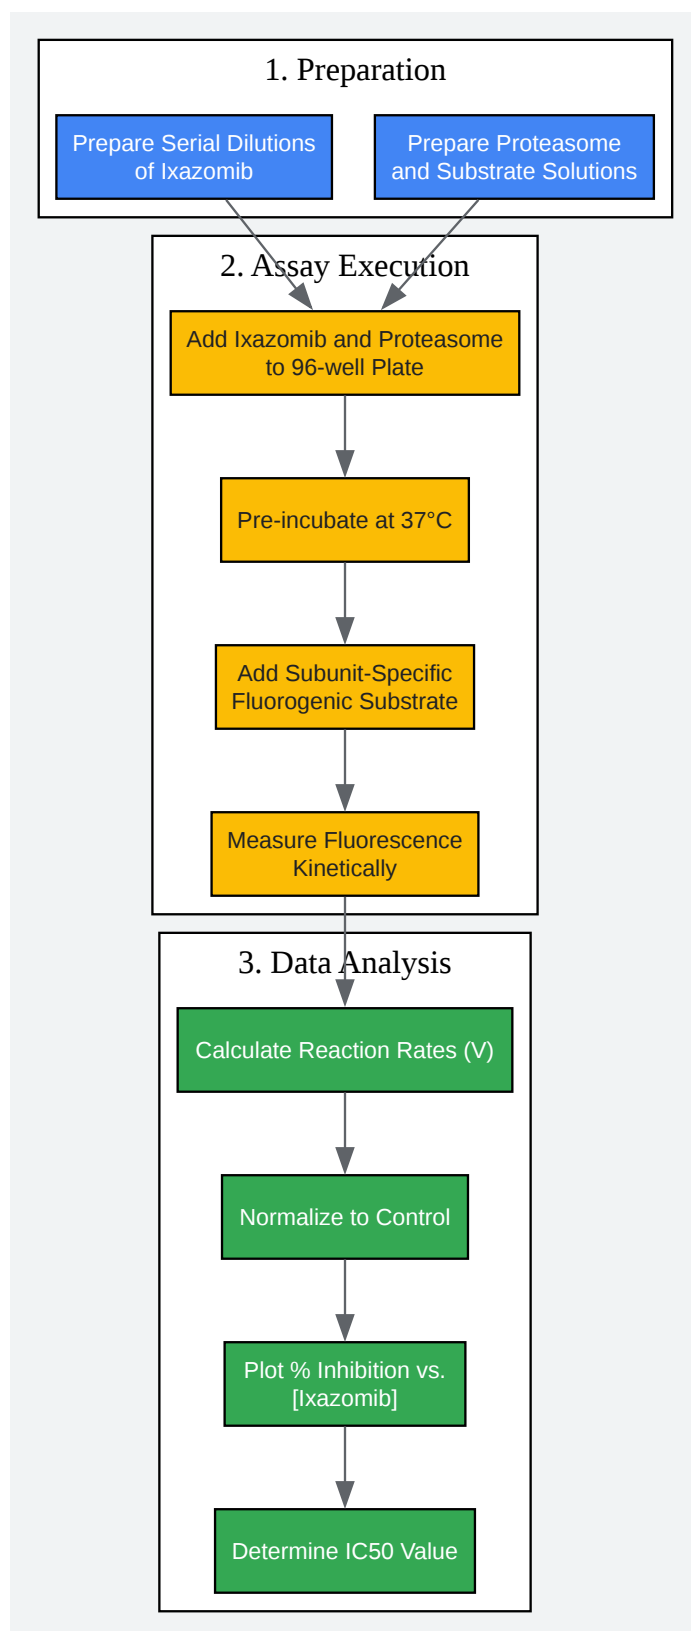 1. Preparation
Prepare Serial Dilutions
of Ixazomib
Prepare Proteasome
and Substrate Solutions
2. Assay Execution
Add Ixazomib and Proteasome
to 96-well Plate
Pre-incubate at 37°C
Add Subunit-Specific
Fluorogenic Substrate
Measure Fluorescence
Kinetically
3. Data Analysis
Calculate Reaction Rates (V)
Normalize to Control
Plot % Inhibition vs.
[Ixazomib]
Determine IC50 Value